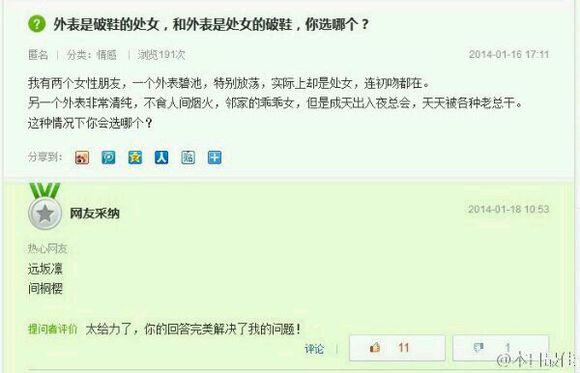 外表是破鞋的处女，和外表是处女的破鞋，你选哪个？
匿名 | 分类：情感 | 浏览191次 2014-01-16 17:11
我有两个女性朋友，一个外表碧池，特别放荡，实际上却是处女，连初吻都在。
另一个外表非常清纯，不食人间烟火，邻家的乖乖女，但是成天出入夜总会，天天被各种老总干。
这种情况下你会选哪个？
分享到：
网友采纳 2014-01-18 10:53
热心网友
远坂凛
间桐樱
提问者评价 太给力了，你的回答完美解决了我的问题！
评论 | 11 1